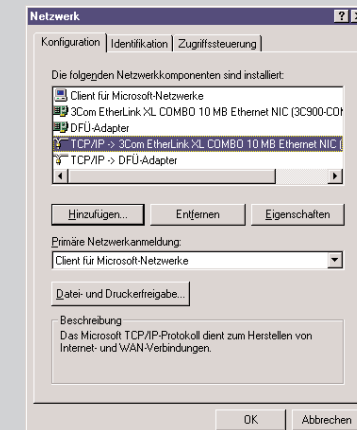 Netzwerk
Konfiguration Identifikation Zugriffssteuerung
Die folgenden Netzwerkkomponenten sind installiert:
Client für Microsoft-Netzwerke
3Com EtherLink XL COMBO 10 MB Ethernet NIC (3C900-COM
DFÜ-Adapter
TCP/IP -> 3Com EtherLink XL COMBO 10 MB Ethernet NIC (
TCP/IP -> DFÜ-Adapter
Hinzufügen... Entfernen Eigenschaften
Primäre Netzwerkanmeldung:
Client für Microsoft-Netzwerke
Datei- und Druckerfreigabe...
Beschreibung
Das Microsoft TCP/IP-Protokoll dient zum Herstellen von
Internet- und WAN-Verbindungen.
OK Abbrechen